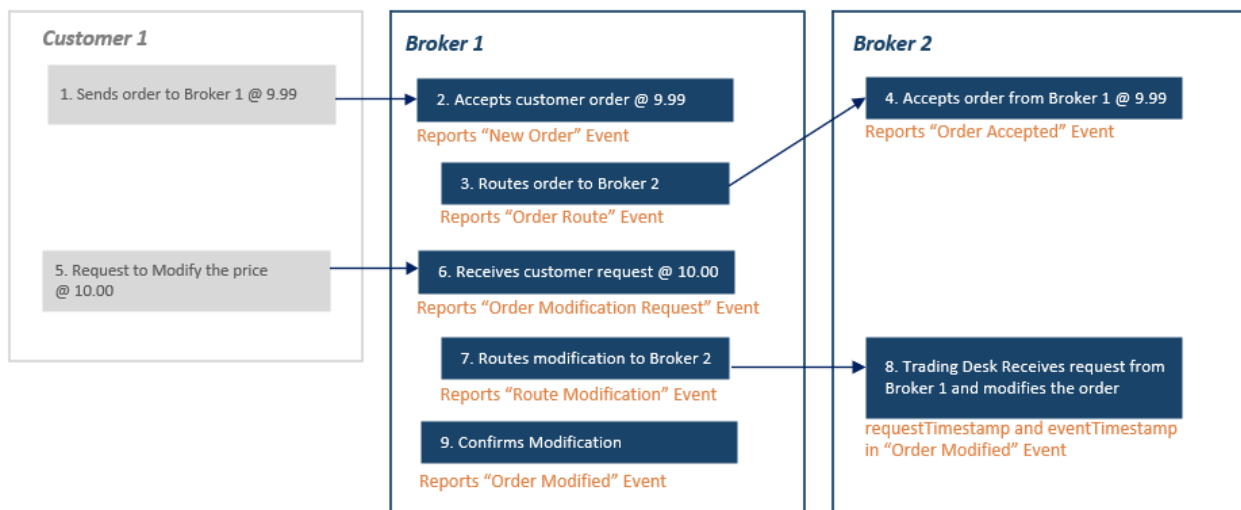 Customer 1
1. Sends order to Broker 1 @ 9.99
5. Request to Modify the price
@ 10.00
Broker 1
2. Accepts customer order @ 9.99
Reports “New Order” Event
3. Routes order to Broker 2
Reports “Order Route” Event
6. Receives customer request @ 10.00
Reports “Order Modification Request” Event
7. Routes modification to Broker 2
Reports “Route Modification” Event
9. Confirms Modification
Reports “Order Modified” Event
Broker 2
4. Accepts order from Broker 1 @ 9.99
Reports “Order Accepted” Event
8. Trading Desk Receives request from
Broker 1 and modifies the order
requestTimestamp and eventTimestamp
in “Order Modified” Event